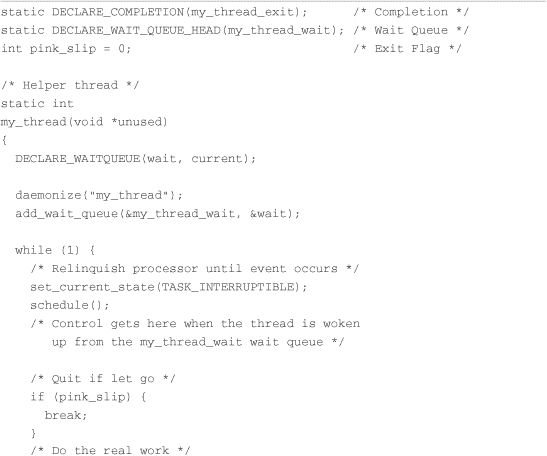 static DECLARE_COMPLETION(my_thread_exit);      /* Completion */
static DECLARE_WAIT_QUEUE_HEAD(my_thread_wait); /* Wait Queue */
int pink_slip = 0;                              /* Exit Flag */

/* Helper thread */
static int
my_thread(void *unused)
{
  DECLARE_WAITQUEUE(wait, current);

  daemonize("my_thread");
  add_wait_queue(&my_thread_wait, &wait);

  while (1) {
    /* Relinquish processor until event occurs */
    set_current_state(TASK_INTERRUPTIBLE);
    schedule();
    /* Control gets here when the thread is woken
       up from the my_thread_wait wait queue */

    /* Quit if let go */
    if (pink_slip) {
      break;
    }
    /* Do the real work */